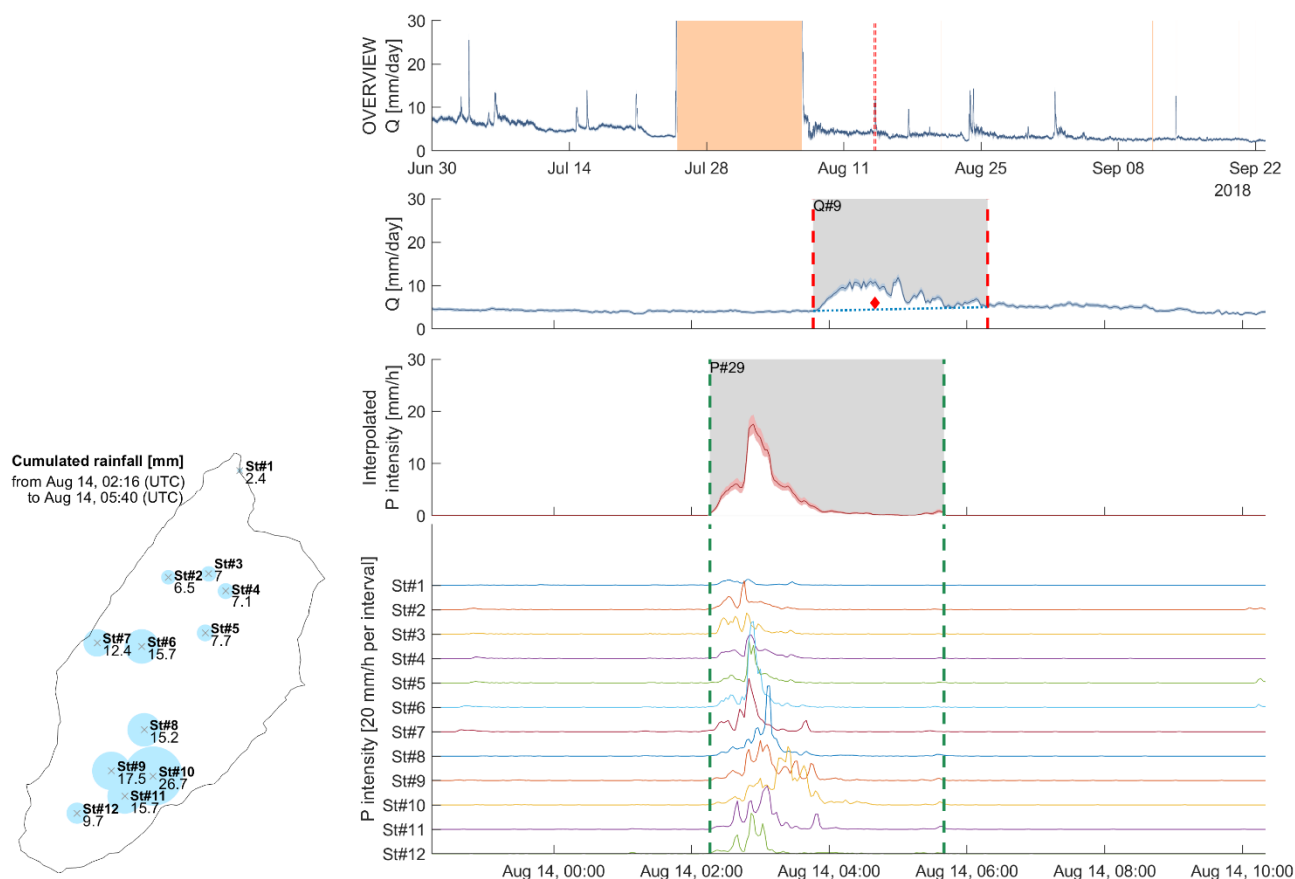 OVERVIEW
Q [mm/day]
30
20
10
0
Jun 30
Jul 14
Jul 28
Aug 11
Aug 25
Sep 08
Sep 22
2018
Q [mm/day]
30
20
10
0
Q#9
Interpolated
P intensity [mm/h]
30
20
10
0
P#29
Cumulated rainfall [mm]
from Aug 14, 02:16 (UTC)
to Aug 14, 05:40 (UTC)
St#1
2.4
St#2
6.5
St#3
7
St#4
7.1
St#5
7.7
St#6
15.7
St#7
12.4
St#8
15.2
St#9
17.5
St#10
26.7
St#11
15.7
St#12
9.7
P intensity [20 mm/h per interval]
St#1
St#2
St#3
St#4
St#5
St#6
St#7
St#8
St#9
St#10
St#11
St#12
Aug 14, 00:00
Aug 14, 02:00
Aug 14, 04:00
Aug 14, 06:00
Aug 14, 08:00
Aug 14, 10:00